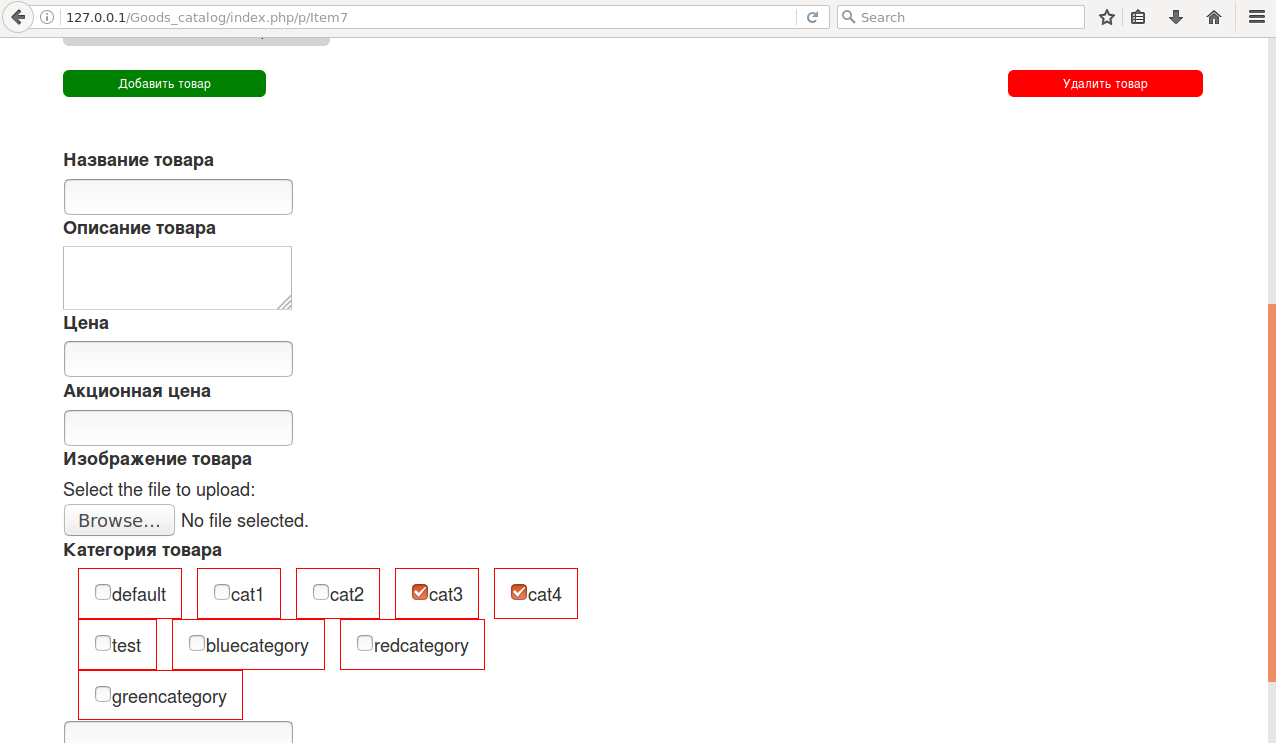 127.0.0.1/Goods_catalog/index.php/p/Item7
Search
Добавить товар
Удалить товар
Название товара
Описание товара
Цена
Акционная цена
Изображение товара
Select the file to upload:
Browse... No file selected.
Категория товара
default cat1 cat2 cat3 cat4
test bluecategory redcategory
greencategory